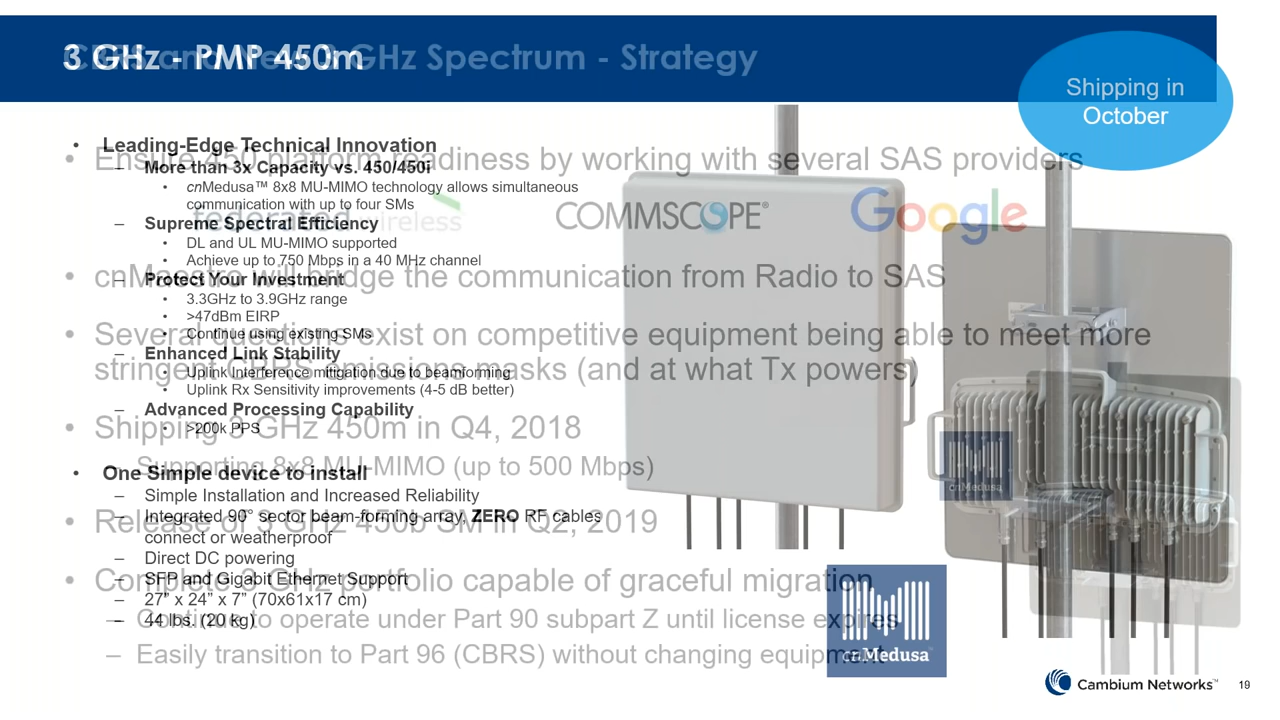 3 GHz - PMP 450m
CBRS and New 3 GHz Spectrum - Strategy
Shipping in
October
• Leading-Edge Technical Innovation
– More than 3x Capacity vs. 450/450i
• cnMedusa™ 8x8 MU-MIMO technology allows simultaneous
communication with up to four SMs
– Supreme Spectral Efficiency
• DL and UL MU-MIMO supported
• Achieve up to 750 Mbps in a 40 MHz channel
– Protect Your Investment
• 3.3GHz to 3.9GHz range
• >47dBm EIRP
• Continue using existing SMs
– Enhanced Link Stability
• Uplink Interference mitigation due to beamforming
• Uplink Rx Sensitivity improvements (4-5 dB better)
– Advanced Processing Capability
• >200k PPS
• One Simple device to install
– Simple Installation and Increased Reliability
– Integrated 90° sector beam-forming array, ZERO RF cables
connect or weatherproof
– Direct DC powering
– SFP and Gigabit Ethernet Support
– 27” x 24” x 7” (70x61x17 cm)
– 44 lbs. (20 kg)
• Ensure 450 platform readiness by working with several SAS providers
federated wireless
COMMSCOPE®
Google
• cnMaestro will bridge the communication from Radio to SAS
• Several questions exist on competitive equipment being able to meet more
stringent CBRS emissions masks (and at what Tx powers)
• Shipping 3 GHz 450m in Q4, 2018
– Supporting 8x8 MU-MIMO (up to 500 Mbps)
• Release of 3 GHz 450b SM in Q2, 2019
• Complete 3 GHz portfolio capable of graceful migration
– Continue to operate under Part 90 subpart Z until license expires
– Easily transition to Part 96 (CBRS) without changing equipment
cnMedusa
cnMedusa™
Cambium Networks™
19